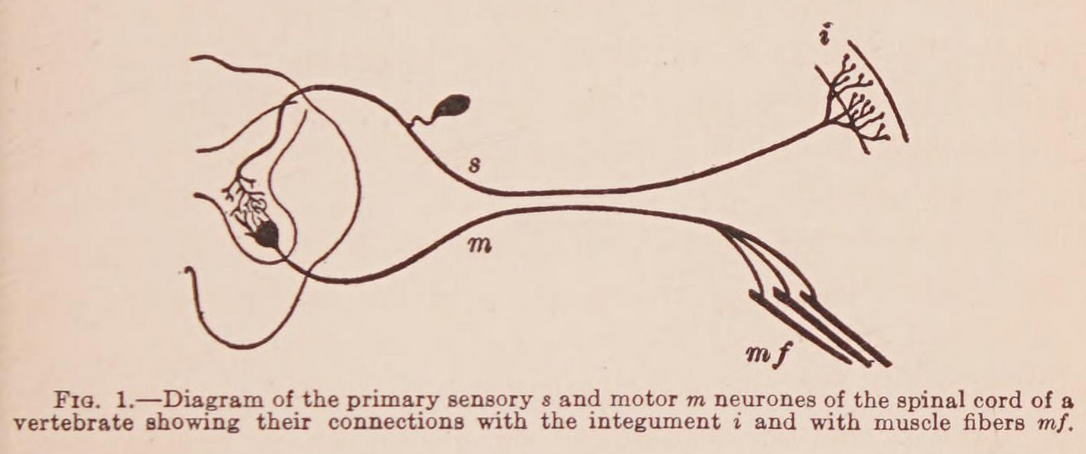 i
s
m
mf
FIG. 1.—Diagram of the primary sensory s and motor m neurones of the spinal cord of a
vertebrate showing their connections with the integument i and with muscle fibers mf.